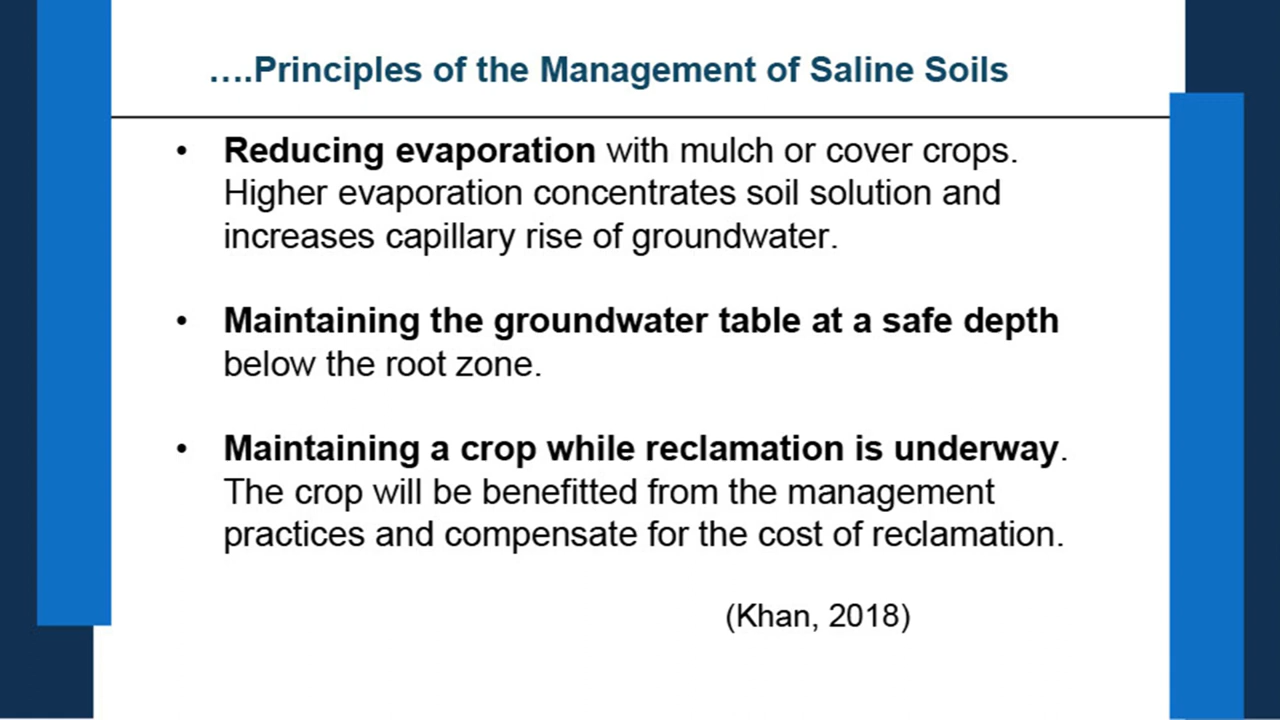 ....Principles of the Management of Saline Soils
• Reducing evaporation with mulch or cover crops.
Higher evaporation concentrates soil solution and
increases capillary rise of groundwater.
• Maintaining the groundwater table at a safe depth
below the root zone.
• Maintaining a crop while reclamation is underway.
The crop will be benefitted from the management
practices and compensate for the cost of reclamation.
(Khan, 2018)